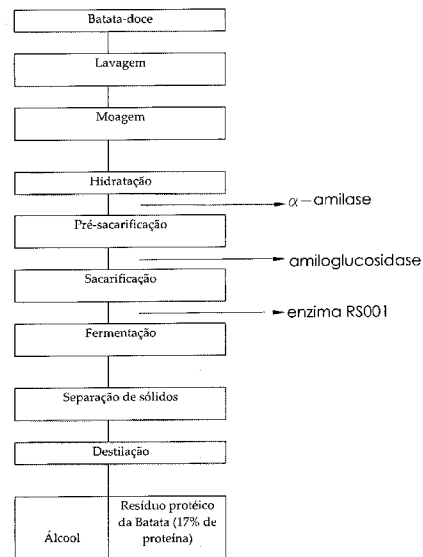 Batata-doce
Lavagem
Moagem
Hidratação
α-amilase
Pré-sacarificação
amiloglucosidase
Sacarificação
enzima RS001
Fermentação
Separação de sólidos
Destilação
Álcool
Resíduo protéico
da Batata (17% de
proteína)